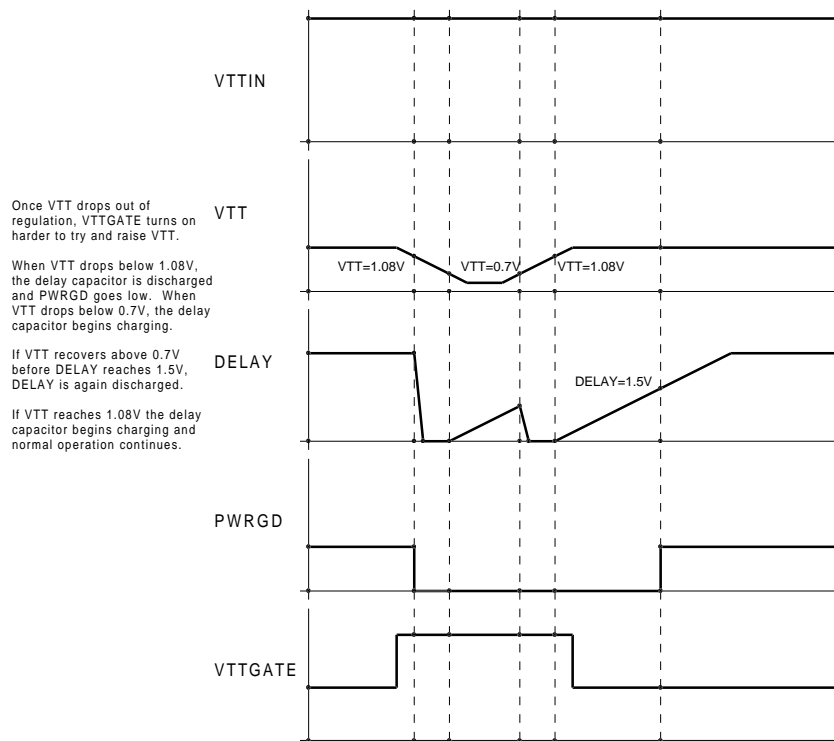 VTTIN
Once VTT drops out of
regulation, VTTGATE turns on
harder to try and raise VTT.
When VTT drops below 1.08V,
the delay capacitor is discharged
and PWRGD goes low. When
VTT drops below 0.7V, the delay
capacitor begins charging.
If VTT recovers above 0.7V
before DELAY reaches 1.5V,
DELAY is again discharged.
If VTT reaches 1.08V the delay
capacitor begins charging and
normal operation continues.
VTT
VTT=1.08V
VTT=0.7V
VTT=1.08V
DELAY
DELAY=1.5V
PWRGD
VTTGATE